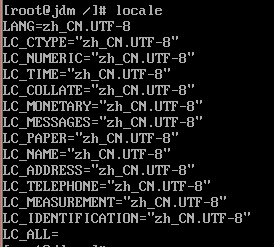 [root@jdm /]# locale
LANG=zh_CN.UTF-8
LC_CTYPE="zh_CN.UTF-8"
LC_NUMERIC="zh_CN.UTF-8"
LC_TIME="zh_CN.UTF-8"
LC_COLLATE="zh_CN.UTF-8"
LC_MONETARY="zh_CN.UTF-8"
LC_MESSAGES="zh_CN.UTF-8"
LC_PAPER="zh_CN.UTF-8"
LC_NAME="zh_CN.UTF-8"
LC_ADDRESS="zh_CN.UTF-8"
LC_TELEPHONE="zh_CN.UTF-8"
LC_MEASUREMENT="zh_CN.UTF-8"
LC_IDENTIFICATION="zh_CN.UTF-8"
LC_ALL=